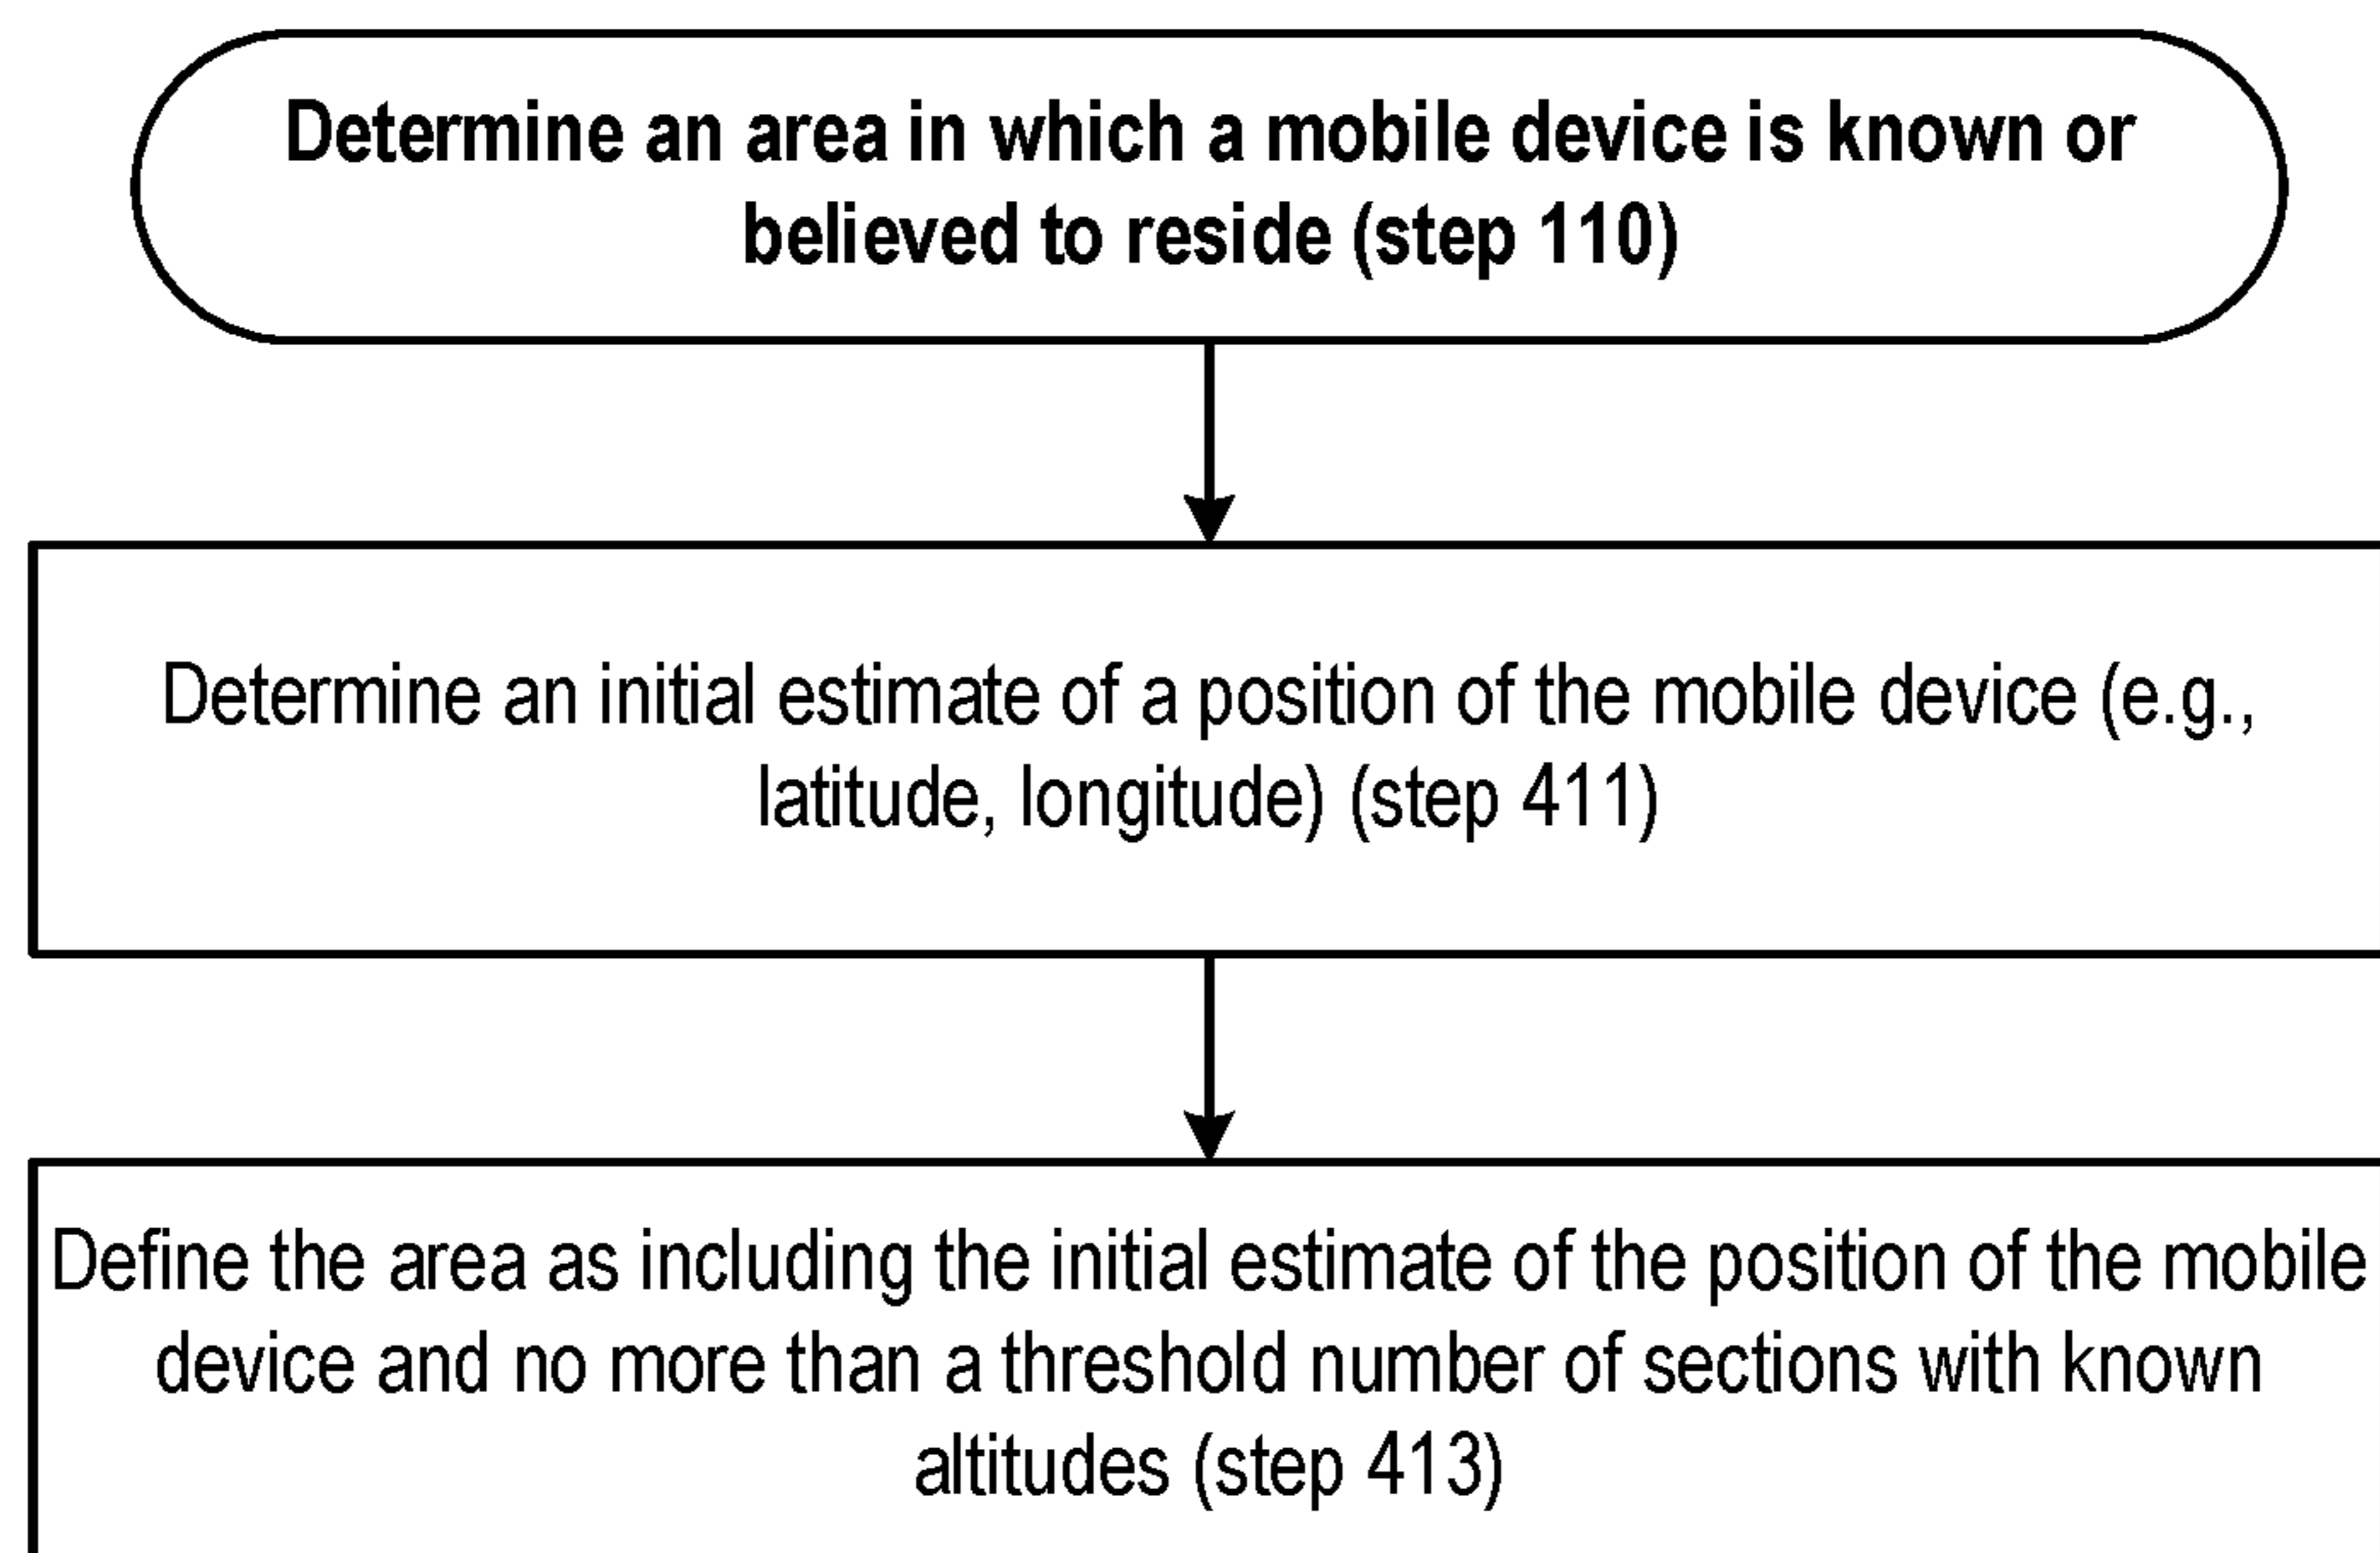 Determine an area in which a mobile device is known or
believed to reside (step 110)
Determine an initial estimate of a position of the mobile device (e.g.,
latitude, longitude) (step 411)
Define the area as including the initial estimate of the position of the mobile
device and no more than a threshold number of sections with known
altitudes (step 413)